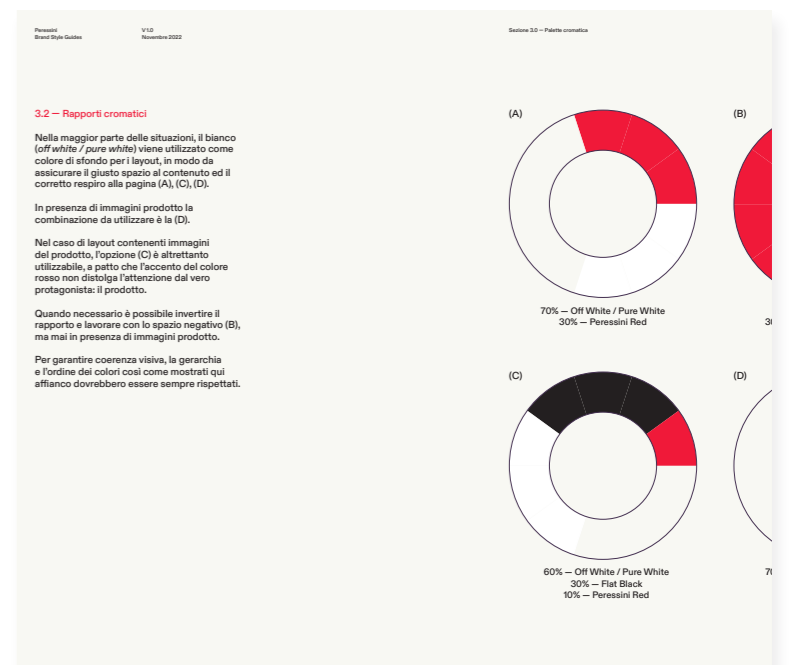 Peressini
Brand Style Guides
V1.0
Novembre 2022
Sezione 3.0 — Palette cromatica
3.2 — Rapporti cromatici
Nella maggior parte delle situazioni, il bianco
(off white / pure white) viene utilizzato come
colore di sfondo per i layout, in modo da
assicurare il giusto spazio al contenuto ed il
corretto respiro alla pagina (A), (C), (D).
In presenza di immagini prodotto la
combinazione da utilizzare è la (D).
Nel caso di layout contenenti immagini
del prodotto, l'opzione (C) è altrettanto
utilizzabile, a patto che l'accento del colore
rosso non distolga l'attenzione dal vero
protagonista: il prodotto.
Quando necessario è possibile invertire il
rapporto e lavorare con lo spazio negativo (B),
ma mai in presenza di immagini prodotto.
Per garantire coerenza visiva, la gerarchia
e l'ordine dei colori così come mostrati qui
affianco dovrebbero essere sempre rispettati.
(A)
70% — Off White / Pure White
30% — Peressini Red
(B)
(C)
60% — Off White / Pure White
30% — Flat Black
10% — Peressini Red
(D)